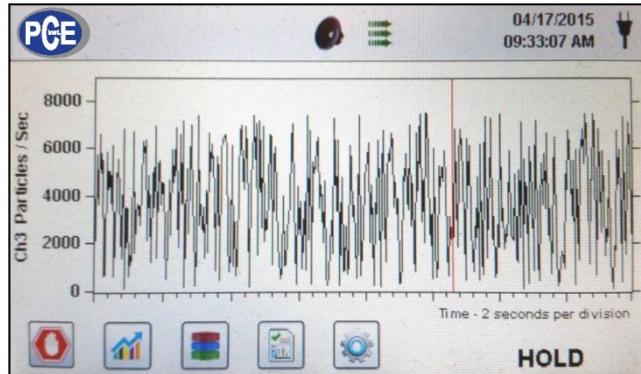 PCE
04/17/2015
09:33:07 AM
Ch3 Particles / Sec
8000
6000
4000
2000
0
Time - 2 seconds per division
HOLD